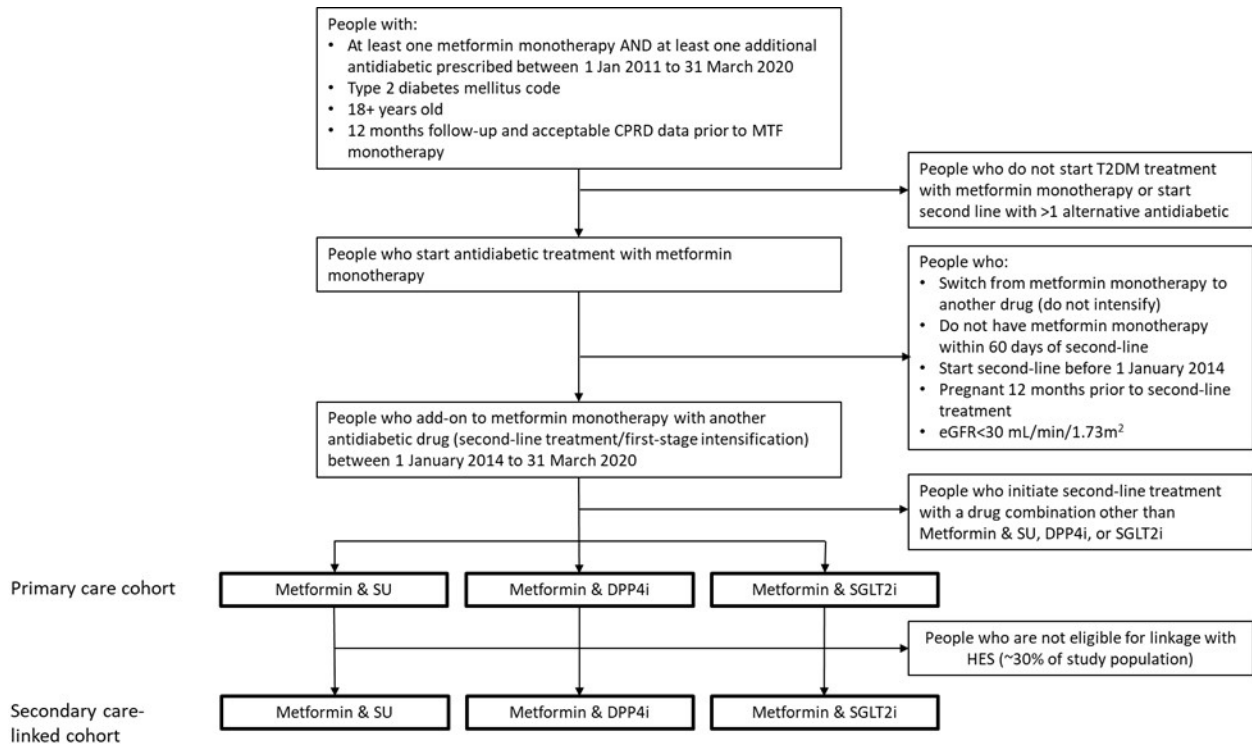 People with:
• At least one metformin monotherapy AND at least one additional
antidiabetic prescribed between 1 Jan 2011 to 31 March 2020
• Type 2 diabetes mellitus code
• 18+ years old
• 12 months follow-up and acceptable CPRD data prior to MTF
monotherapy
People who do not start T2DM treatment
with metformin monotherapy or start
second line with >1 alternative antidiabetic
People who start antidiabetic treatment with metformin
monotherapy
People who:
• Switch from metformin monotherapy to
another drug (do not intensify)
• Do not have metformin monotherapy
within 60 days of second-line
• Start second-line before 1 January 2014
• Pregnant 12 months prior to second-line
treatment
• eGFR<30 mL/min/1.73m²
People who add-on to metformin monotherapy with another
antidiabetic drug (second-line treatment/first-stage intensification)
between 1 January 2014 to 31 March 2020
People who initiate second-line treatment
with a drug combination other than
Metformin & SU, DPP4i, or SGLT2i
Primary care cohort
Metformin & SU
Metformin & DPP4i
Metformin & SGLT2i
People who are not eligible for linkage with
HES (~30% of study population)
Secondary care-
linked cohort
Metformin & SU
Metformin & DPP4i
Metformin & SGLT2i